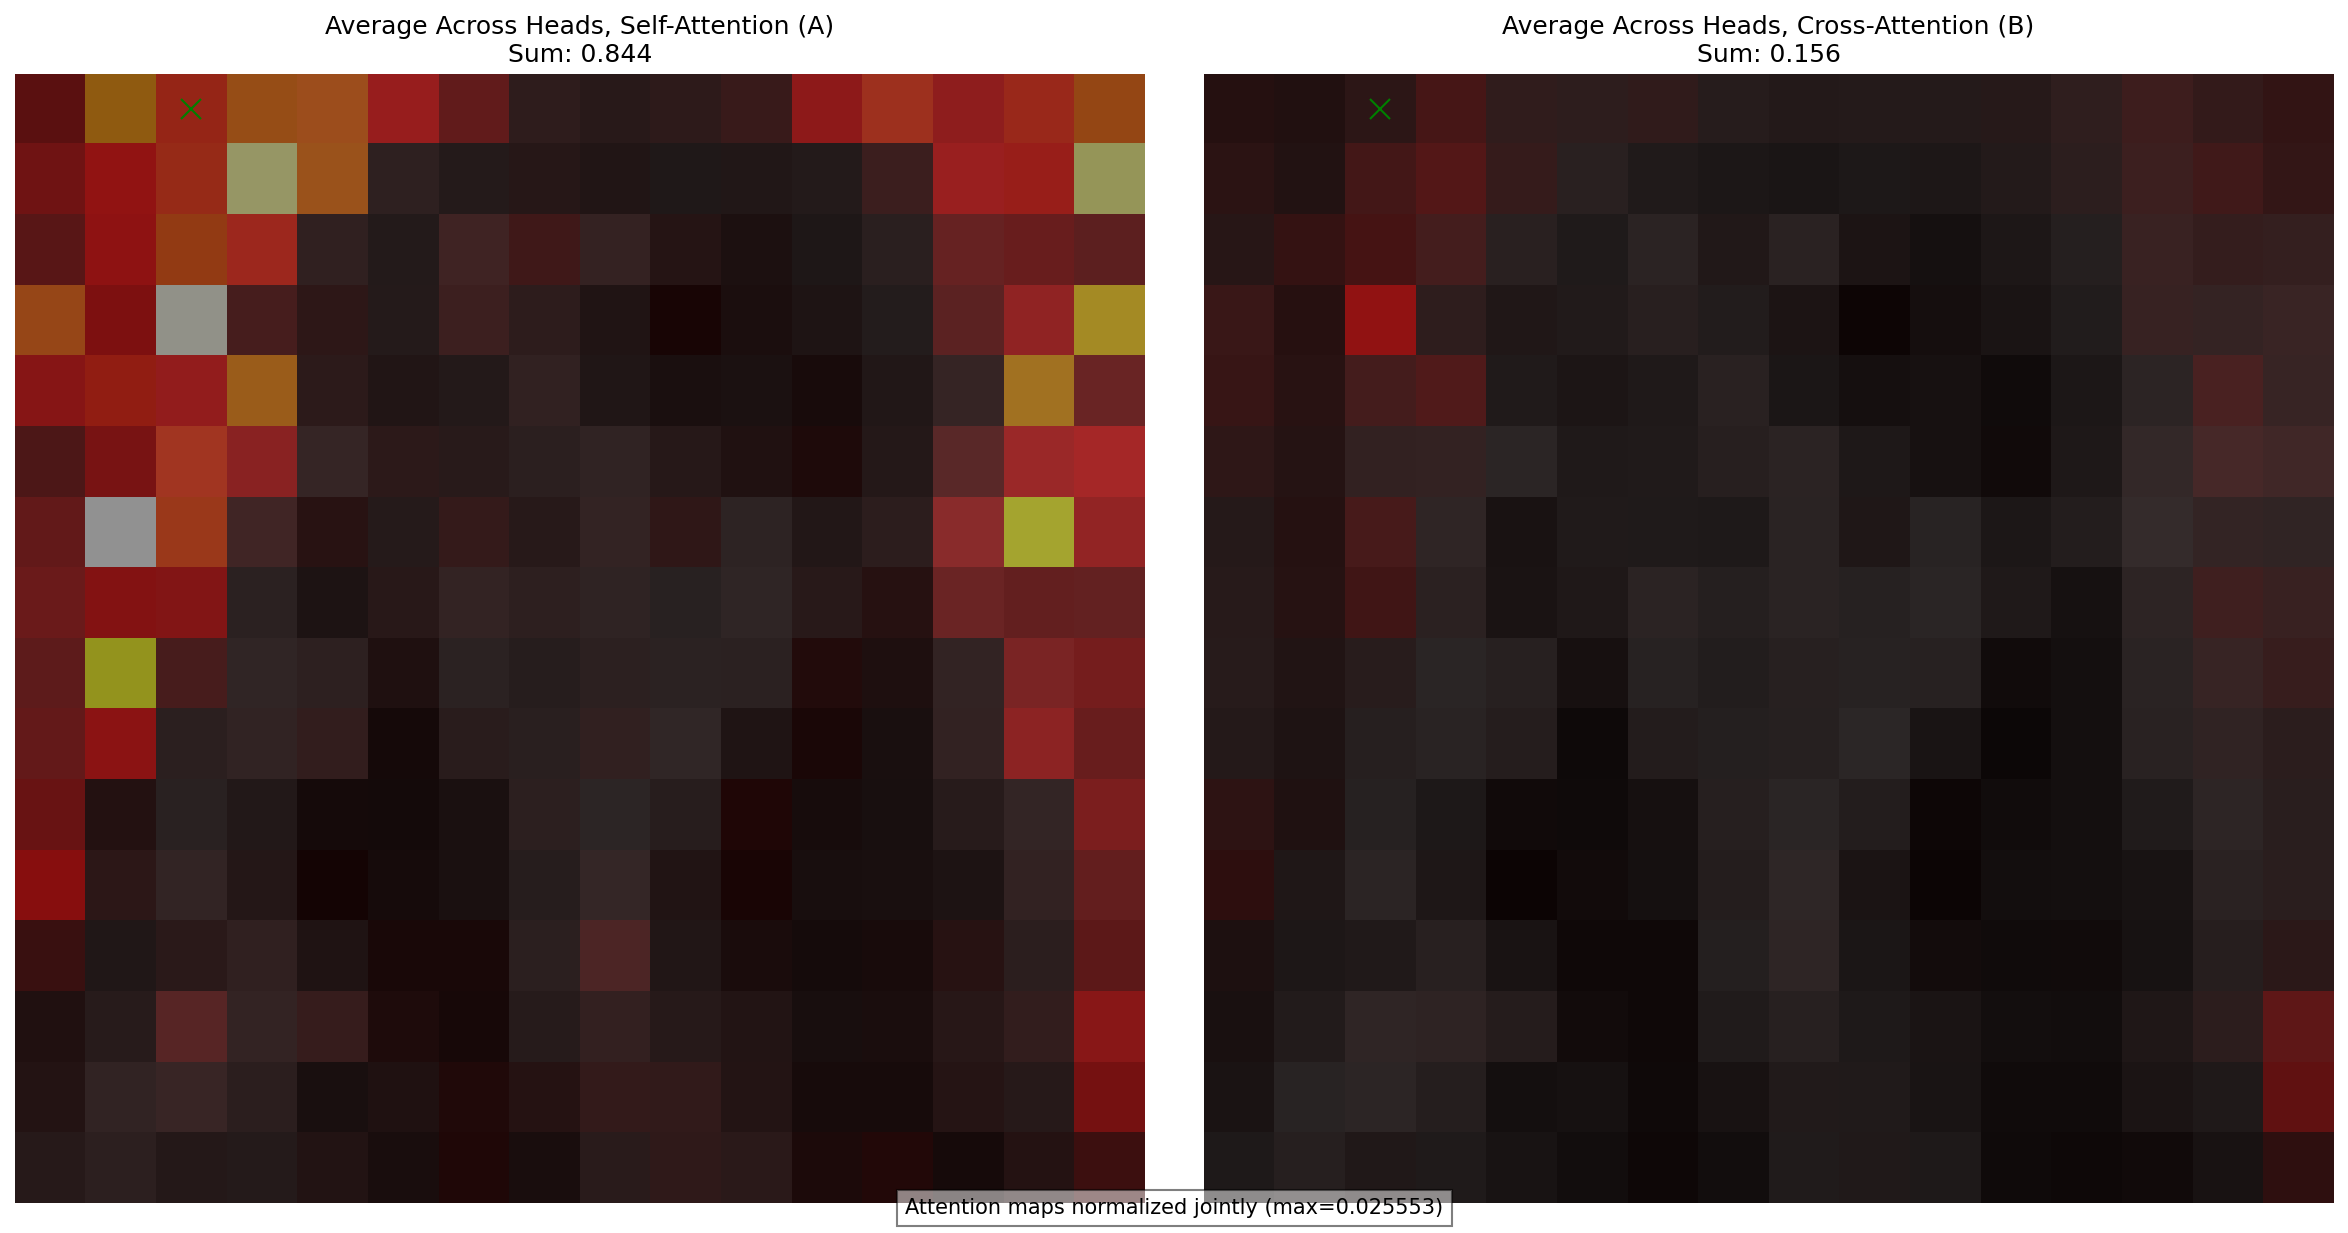 Average Across Heads, Self-Attention (A)
Sum: 0.844
Average Across Heads, Cross-Attention (B)
Sum: 0.156
Attention maps normalized jointly (max=0.025553)